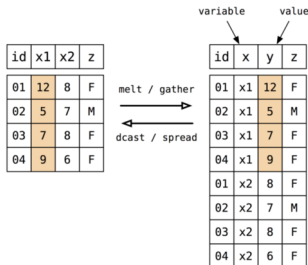 variable value
id x1 x2 z
01 12 8 F
02 5 7 M
03 7 8 F
04 9 6 F
melt / gather
dcast / spread
id x y z
01 x1 12 F
02 x1 5 M
03 x1 7 F
04 x1 9 F
01 x2 8 F
02 x2 7 M
03 x2 8 F
04 x2 6 F